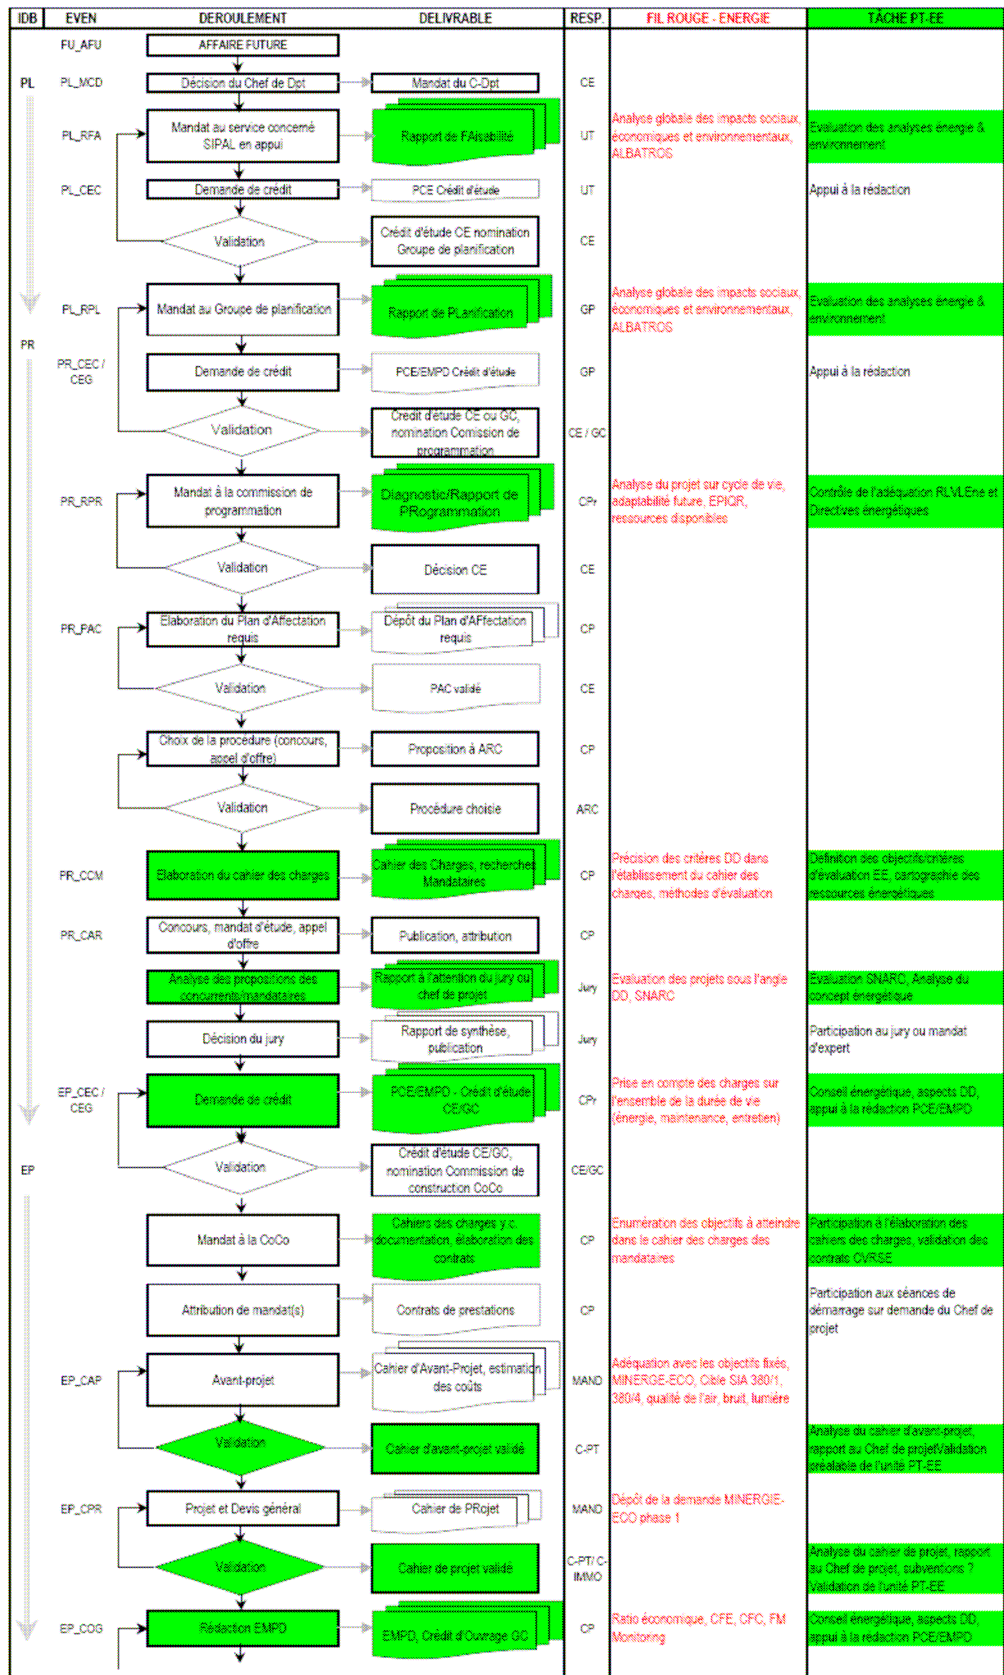 IDB EVEN DEROULEMENT DELIVRABLE RESP. FIL ROUGE - ENERGIE TÂCHE PT-EE
FU_AFU AFFAIRE FUTURE
PL PL_MCD Décision du Chef de Dpt Mandat du C-Dpt CE
PL_RFA
Mandat au service concerné
SIPAL en appui
Rapport de FAisabilité
UT
Analyse globale des impacts sociaux,
économiques et environnementaux,
ALBATROS
Evaluation des analyses énergie &
environnement
PL_CEC Demande de crédit PCE Crédit d'étude UT Appui à la rédaction
Validation
Crédit d'étude CE nomination
Groupe de planification
CE
PL_RPL
Mandat au Groupe de planification
Rapport de PLanification
GP
Analyse globale des impacts sociaux,
économiques et environnementaux,
ALBATROS
Evaluation des analyses énergie &
environnement
PR
PR_CEC /
CEG
Demande de crédit
PCE/EMPD Crédit d'étude
GP
Appui à la rédaction
Validation
Crédit d'étude CE ou GC,
nomination Comission de
programmation
CE / GC
PR_RPR
Mandat à la commission de
programmation
Diagnostic/Rapport de
PRogrammation
CPr
Analyse du projet sur cycle de vie,
adaptabilité future, EPIQR,
ressources disponibles
Contrôle de l'adéquation RLVLEne et
Directives énergétiques
Validation Décision CE CE
PR_PAC
Elaboration du Plan d'Affectation
requis
Dépôt du Plan d'AFfectation
requis
CP
Validation PAC validé CE
Choix de la procédure (concours,
appel d'offre)
Proposition à ARC
CP
Validation Procédure choisie ARC
PR_CCM
Elaboration du cahier des charges
Cahier des Charges, recherches
Mandataires
CP
Précision des critères DD dans
l'établissement du cahier des
charges, méthodes d'évaluation
Définition des objectifs/critères
d'évaluation EE, cartographie des
ressources énergétiques
PR_CAR
Concours, mandat d'étude, appel
d'offre
Publication, attribution
CP
Analyse des propositions des
concurrents/mandataires
Rapport à l'attention du jury ou
chef de projet
Jury
Evaluation des projets sous l'angle
DD, SNARC
Evaluation SNARC, Analyse du
concept énergétique
Décision du jury
Rapport de synthèse,
publication
Jury
Participation au jury ou mandat
d'expert
EP_CEC /
CEG
Demande de crédit
PCE/EMPD - Crédit d'étude
CE/GC
CPr
Prise en compte des charges sur
l'ensemble de la durée de vie
(énergie, maintenance, entretien)
Conseil énergétique, aspects DD,
appui à la rédaction PCE/EMPD
EP
Validation
Crédit d'étude CE/GC,
nomination Commission de
construction CoCo
CE/GC
Mandat à la CoCo
Cahiers des charges y.c.
documentation, élaboration des
contrats
CP
Enumération des objectifs à atteindre
dans le cahier des charges des
mandataires
Participation à l'élaboration des
cahiers des charges, validation des
contrats CVRSE
Attribution de mandat(s)
Contrats de prestations
CP
Participation aux séances de
démarrage sur demande du Chef de
projet
EP_CAP
Avant-projet
Cahier d'Avant-Projet, estimation
des coûts
MAND
Adéquation avec les objectifs fixés,
MINERGE-ECO, Cible SIA 380/1,
380/4, qualité de l'air, bruit, lumière
Validation
Cahier d'avant-projet validé
C-PT
Analyse du cahier d'avant-projet,
rapport au Chef de projetValidation
préalable de l'unité PT-EE
EP_CPR
Projet et Devis général
Cahier de PRojet
MAND
Dépôt de la demande MINERGIE-
ECO phase 1
Validation
Cahier de projet validé
C-PT/ C-
IMMO
Analyse du cahier de projet, rapport
au Chef de projet, subventions ?
Validation de l'unité PT-EE
EP_COG
Rédaction EMPD
EMPD, Crédit d'Ouvrage GC
CP
Ratio économique, CFE, CFC, FM
Monitoring
Conseil énergétique, aspects DD,
appui à la rédaction PCE/EMPD